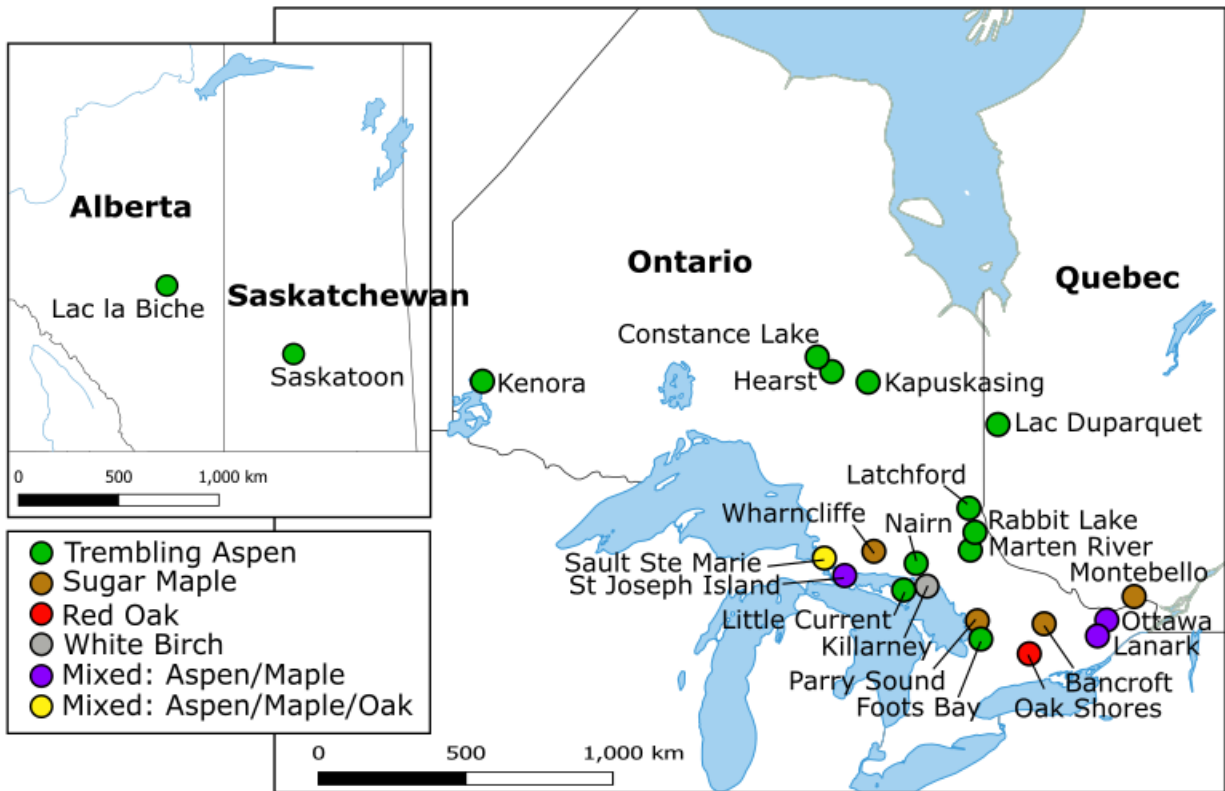 Alberta
Lac la Biche
Saskatchewan
Saskatoon
0 500 1,000 km
Trembling Aspen
Sugar Maple
Red Oak
White Birch
Mixed: Aspen/Maple
Mixed: Aspen/Maple/Oak
Ontario
Quebec
Constance Lake
Hearst
Kapuskasing
Kenora
Lac Duparquet
Latchford
Wharncliffe
Nairn
Rabbit Lake
Marten River
Sault Ste Marie
St Joseph Island
Montebello
Little Current
Ottawa
Killarney
Lanark
Parry Sound
Bancroft
Foots Bay
Oak Shores
0 500 1,000 km